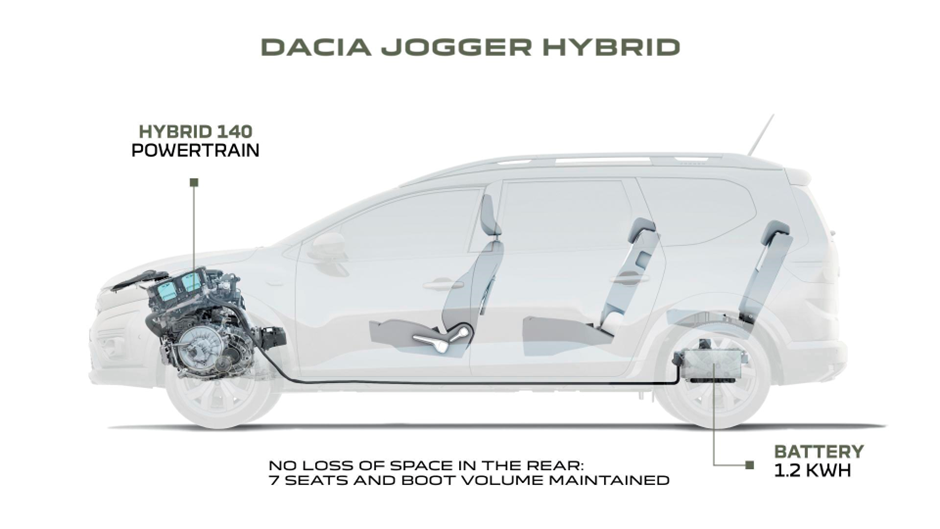 DACIA JOGGER HYBRID
HYBRID 140
POWERTRAIN
BATTERY
1.2 KWH
NO LOSS OF SPACE IN THE REAR:
7 SEATS AND BOOT VOLUME MAINTAINED